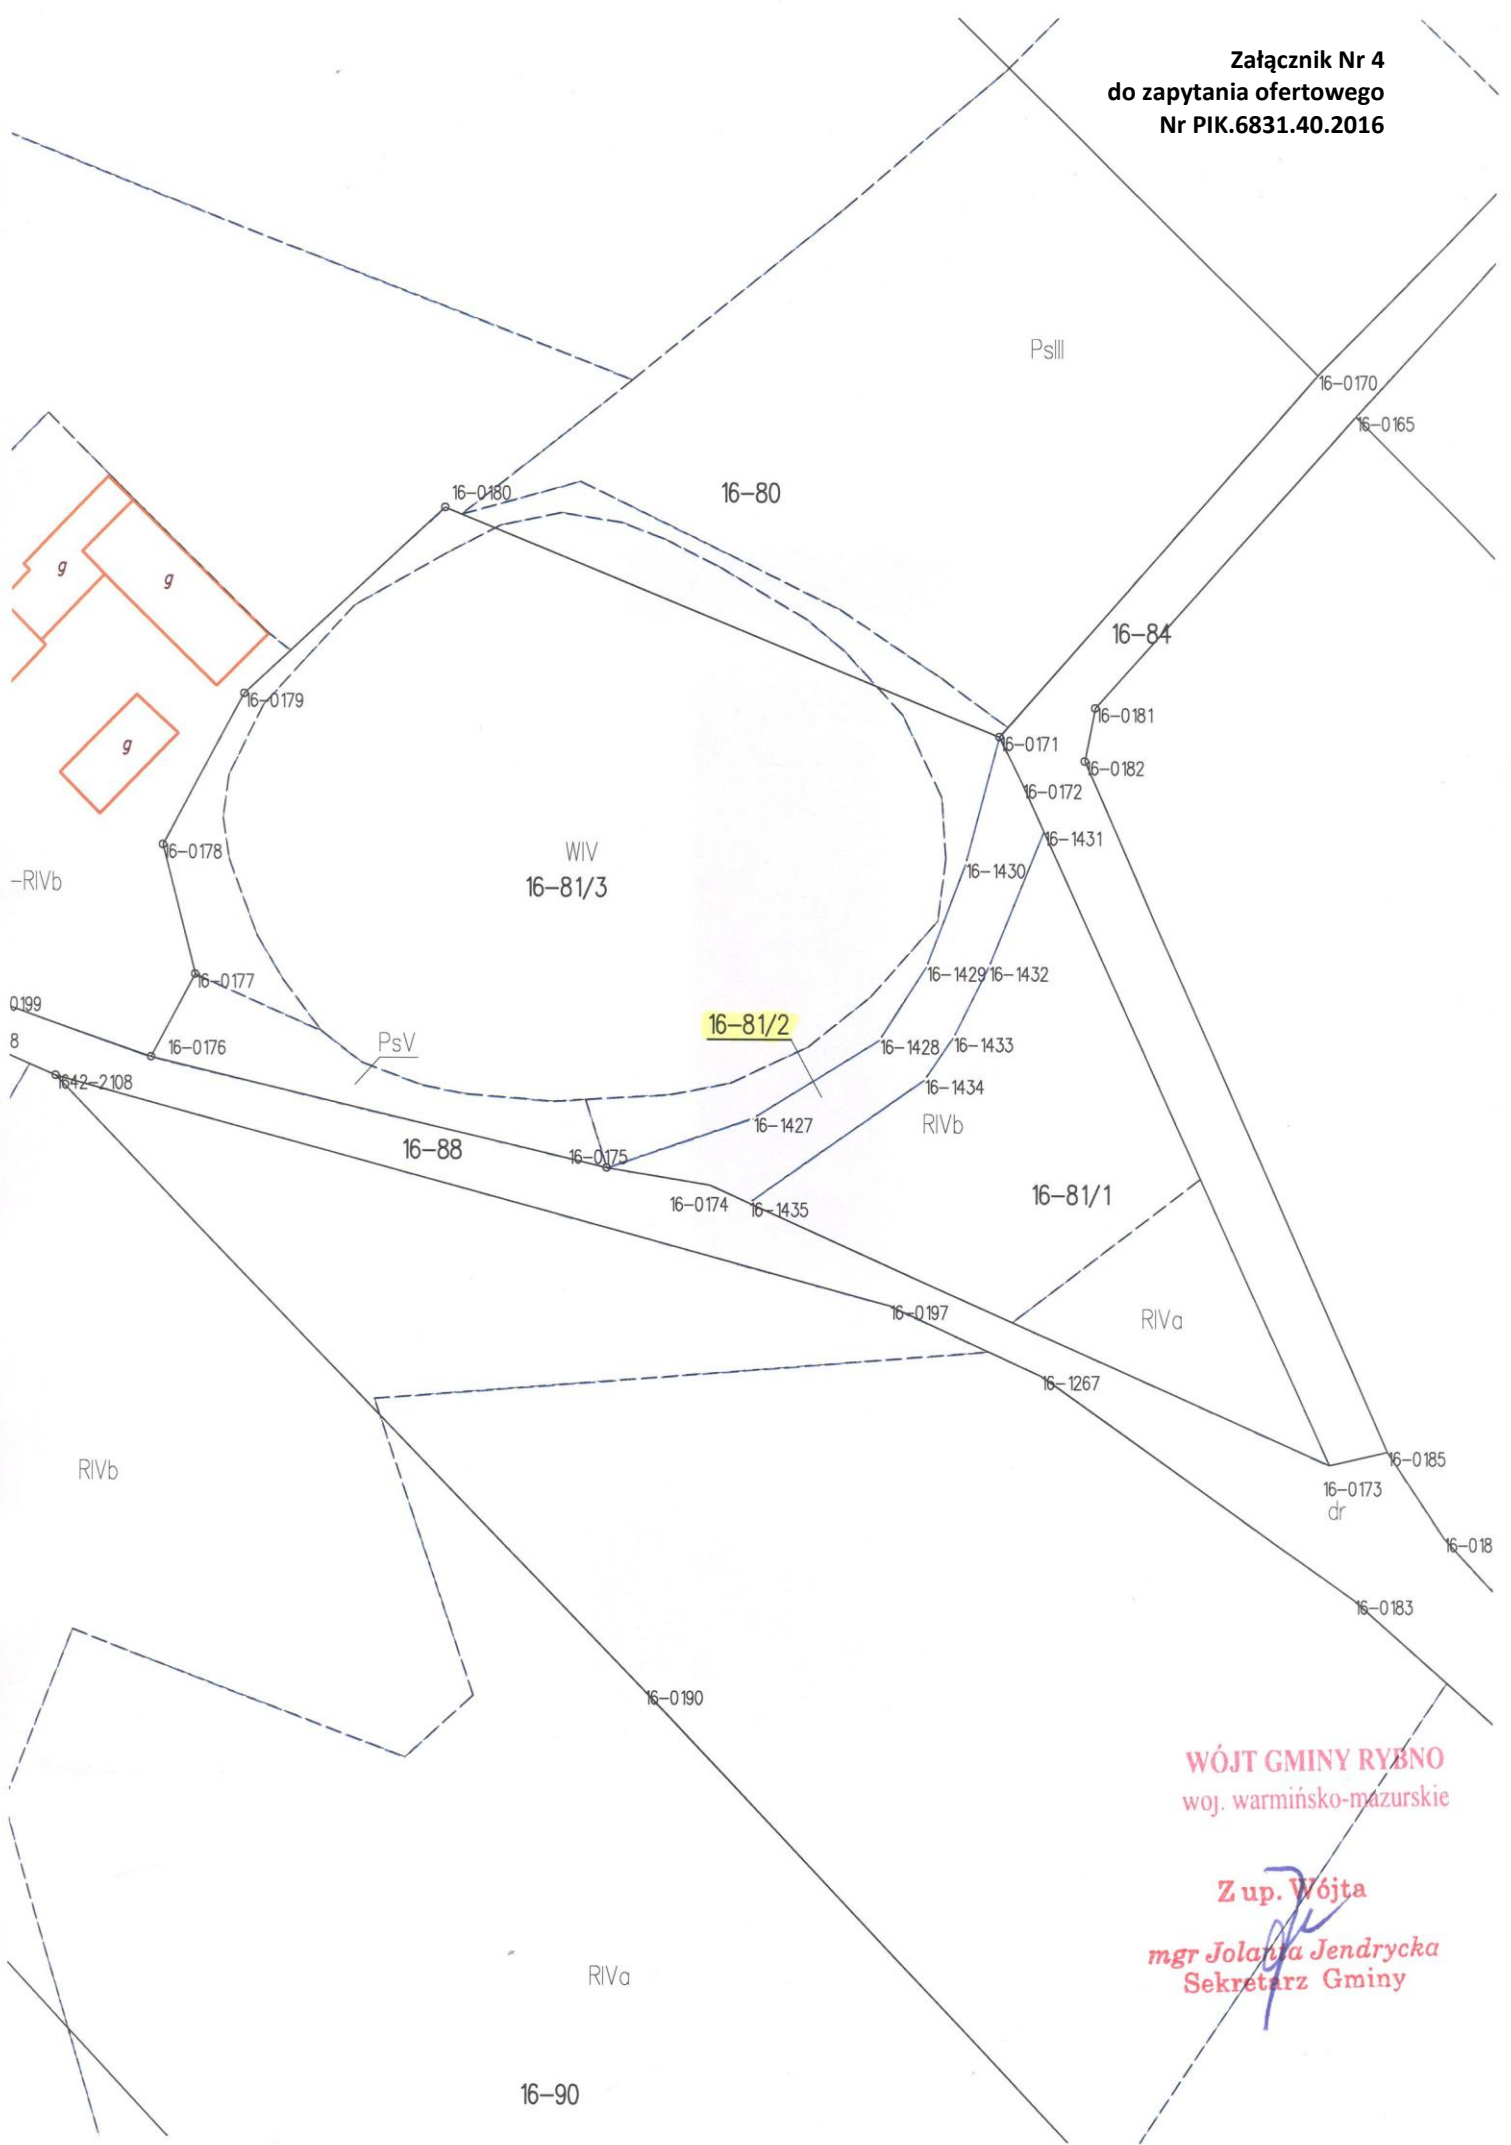 Załącznik Nr 4
do zapytania ofertowego
Nr PIK.6831.40.2016
PsIII
16-0170
16-0165
16-0180
16-80
g
g
16-84
16-0179
16-0181
16-0171
g
16-0182
16-0172
16-1431
16-0178
WIV
16-1430
-RIVb
16-81/3
16-1429
16-1432
16-0177
0199
16-81/2
8
16-0176
PsV
16-1428
16-1433
1642-2108
16-1434
16-1427
RIVb
16-88
16-0175
16-81/1
16-0174
16-1435
16-0197
RIVa
16-1267
16-0185
RIVb
16-0173
dr
16-018
16-0183
16-0190
WÓJT GMINY RYBNO
woj. warmińsko-mazurskie
Z up. Wójta
mgr Jolanta Jendrycka
Sekretarz Gminy
RIVa
16-90